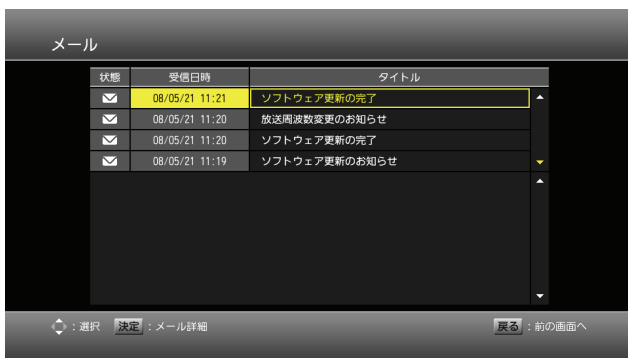 メール
状態 受信日時 タイトル
08/05/21 11:21 ソフトウェア更新の完了
08/05/21 11:20 放送周波数変更のお知らせ
08/05/21 11:20 ソフトウェア更新の完了
08/05/21 11:19 ソフトウェア更新のお知らせ
：選択 決定：メール詳細 戻る：前の画面へ